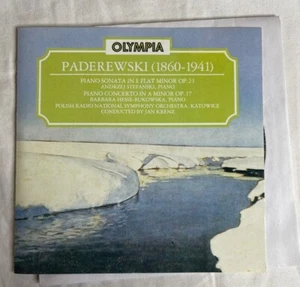 OLYMPIA
PADEREWSKI (1860-1941)
PIANO SONATA IN E FLAT MINOR OP.21
ANDRZEJ STEFANSKI, PIANO
PIANO CONCERTO IN A MINOR OP.17
BARBARA HESSE-BUKOWSKA, PIANO
POLISH RADIO NATIONAL SYMPHONY ORCHESTRA, KATOWICE
CONDUCTED BY JAN KRENZ